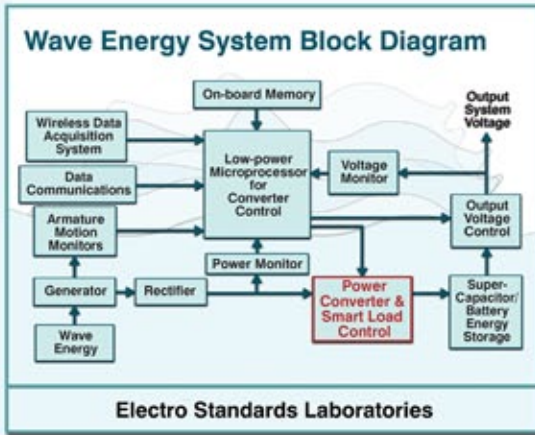 Wave Energy System Block Diagram
On-board Memory
Output
System
Voltage
Wireless Data
Acquisition
System
Low-power
Microprocessor
for
Converter
Control
Voltage
Monitor
Data
Communications
Armature
Motion
Monitors
Output
Voltage
Control
Power Monitor
Generator
Rectifier
Power
Converter &
Smart Load
Control
Super-
Capacitor/
Battery
Energy
Storage
Wave
Energy
Electro Standards Laboratories